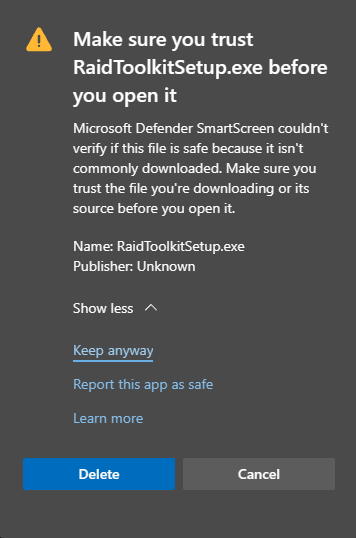 Make sure you trust
RaidToolkitSetup.exe before
you open it
Microsoft Defender SmartScreen couldn't
verify if this file is safe because it isn't
commonly downloaded. Make sure you
trust the file you're downloading or its
source before you open it.
Name: RaidToolkitSetup.exe
Publisher: Unknown
Show less
Keep anyway
Report this app as safe
Learn more
Delete
Cancel